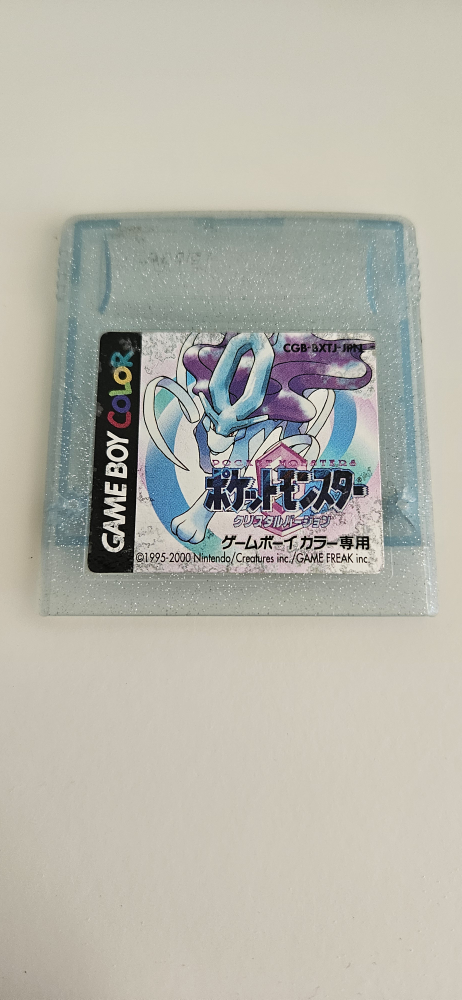 CGB-BXTJ-JPN
GAME BOY COLOR
POCKET MONSTERS
ポケットモンスター
クリスタルバージョン
ゲームボーイ カラー専用
©1995-2000 Nintendo/Creatures inc./GAME FREAK inc.